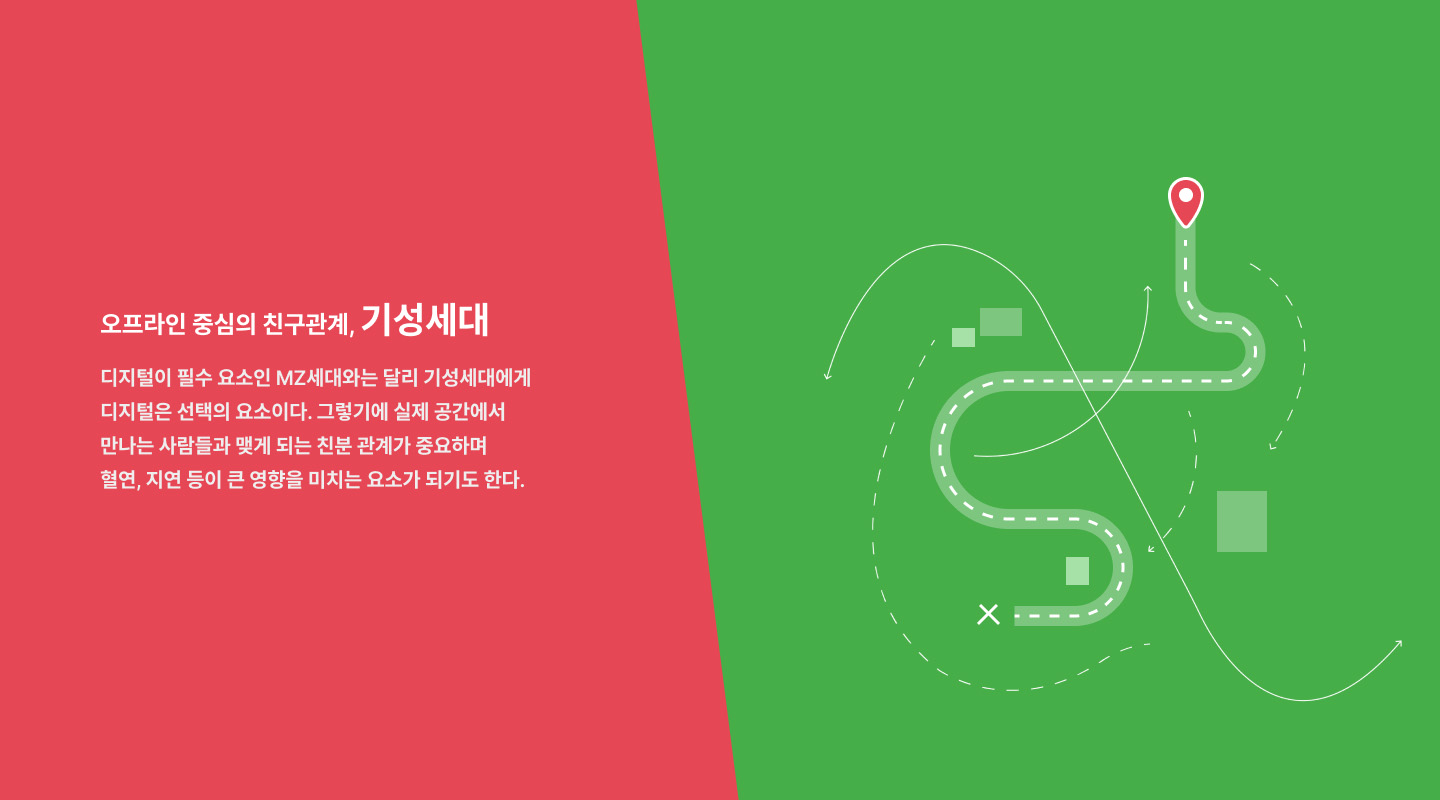 오프라인 중심의 친구관계, 기성세대
디지털이 필수 요소인 MZ세대와는 달리 기성세대에게
디지털은 선택의 요소이다. 그렇기에 실제 공간에서
만나는 사람들과 맺게 되는 친분 관계가 중요하며
혈연, 지연 등이 큰 영향을 미치는 요소가 되기도 한다.